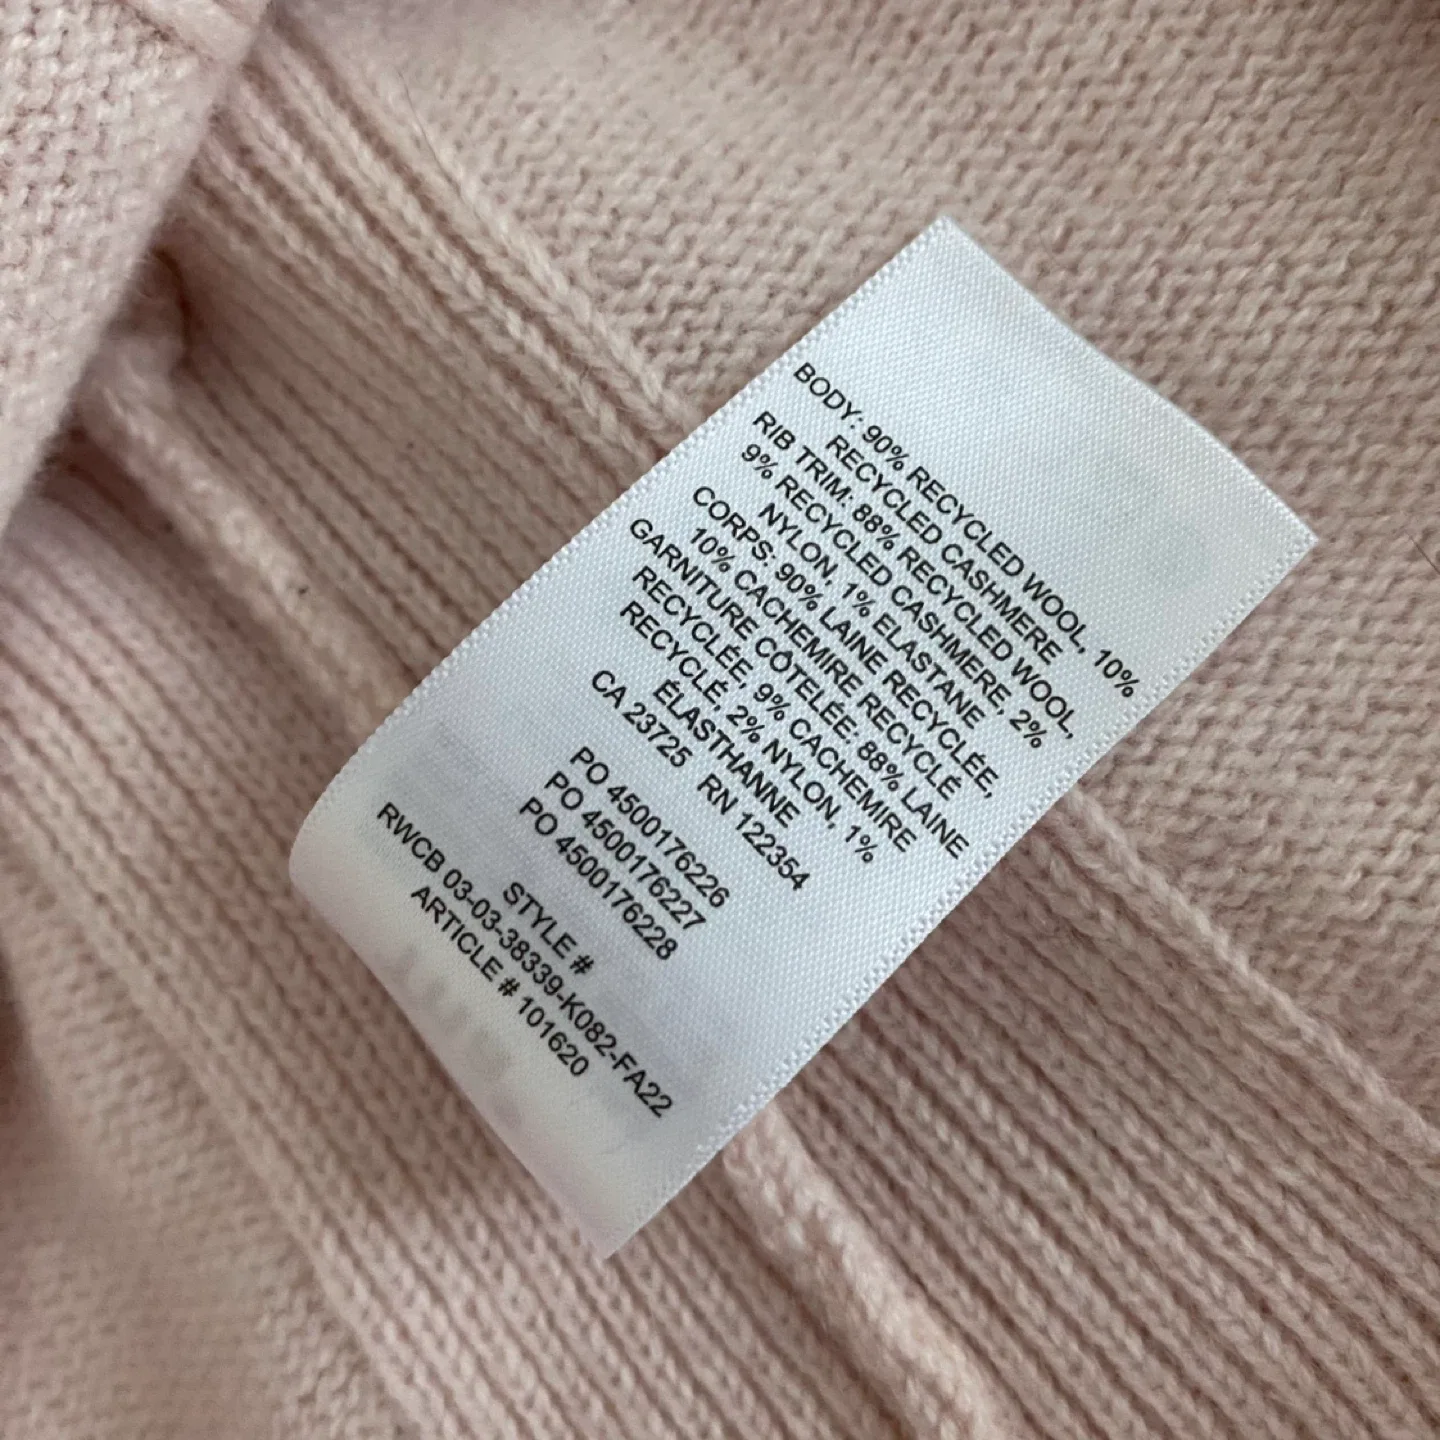 BODY: 90% RECYCLED WOOL, 10%
RECYCLED CASHMERE
RIB TRIM: 88% RECYCLED WOOL,
9% RECYCLED CASHMERE, 2%
NYLON, 1% ELASTANE
CORPS: 90% LAINE RECYCLÉE,
10% CACHEMIRE RECYCLÉ
GARNITURE CÔTELÉE: 88% LAINE
RECYCLÉE, 9% CACHEMIRE
RECYCLÉ, 2% NYLON, 1%
ÉLASTHANNE
CA 23725 RN 122354
PO 4500176226
PO 4500176227
PO 4500176228
STYLE #
RWCB 03-03-38339-K082-FA22
ARTICLE # 101620